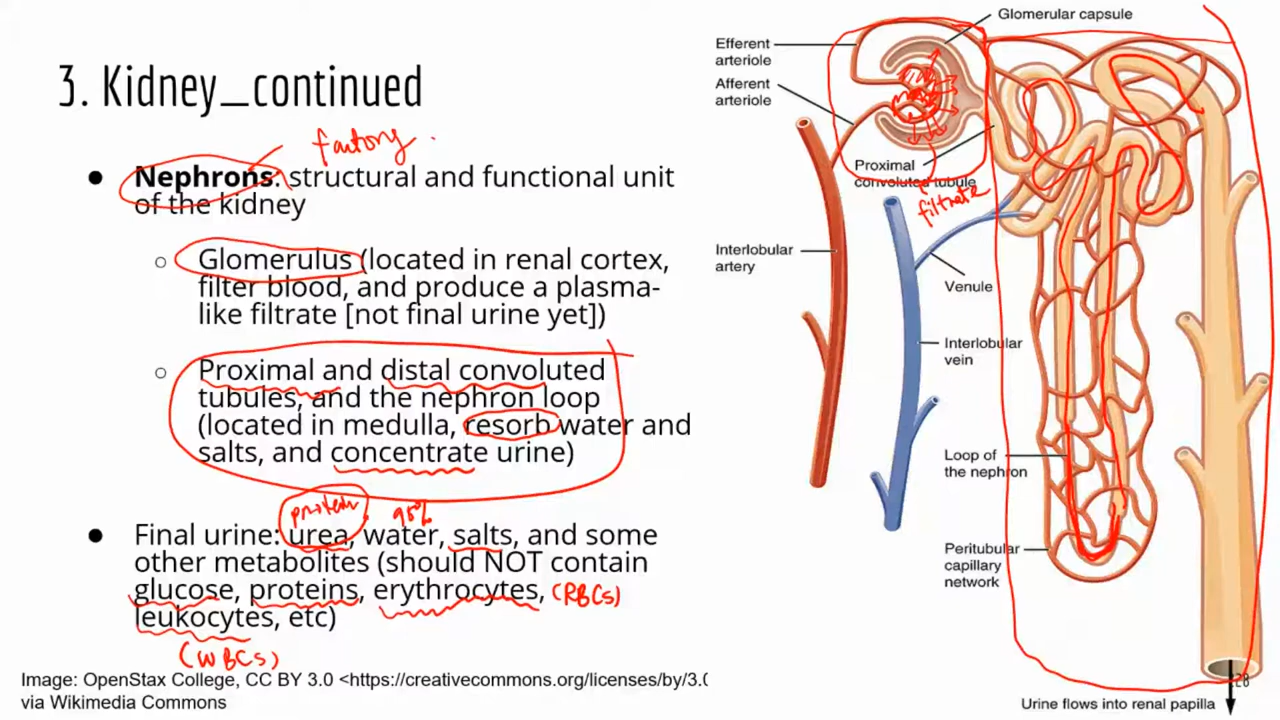 3. Kidney_continued
factory.
● Nephrons: structural and functional unit
of the kidney
○ Glomerulus (located in renal cortex,
filter blood, and produce a plasma-
like filtrate [not final urine yet])
○ Proximal and distal convoluted
tubules, and the nephron loop
(located in medulla, resorb water and
salts, and concentrate urine)
protein 95%
● Final urine: urea, water, salts, and some
other metabolites (should NOT contain
glucose, proteins, erythrocytes, (RBCs)
leukocytes, etc)
(WBCs)
Image: OpenStax College, CC BY 3.0 <https://creativecommons.org/licenses/by/3.0
via Wikimedia Commons
Glomerular capsule
Efferent
arteriole
Afferent
arteriole
Proximal
convoluted tubule
filtrate
Interlobular
artery
Venule
Interlobular
vein
Loop of
the nephron
Peritubular
capillary
network
128
Urine flows into renal papilla